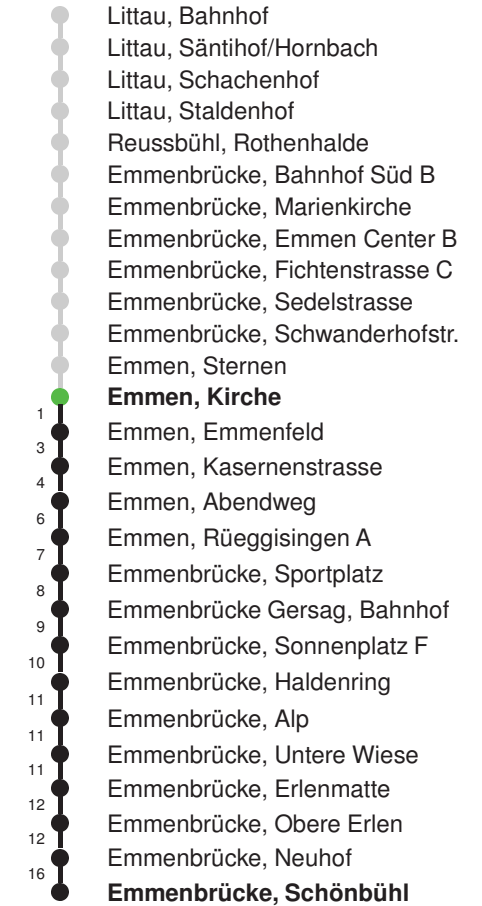 Littau, Bahnhof
Littau, Säntihof/Hornbach
Littau, Schachenhof
Littau, Staldenhof
Reussbühl, Rothenhalde
Emmenbrücke, Bahnhof Süd B
Emmenbrücke, Marienkirche
Emmenbrücke, Emmen Center B
Emmenbrücke, Fichtenstrasse C
Emmenbrücke, Sedelstrasse
Emmenbrücke, Schwanderhofstr.
Emmen, Sternen
Emmen, Kirche
1 Emmen, Emmenfeld
3 Emmen, Kasernenstrasse
4 Emmen, Abendweg
6 Emmen, Rüeggisingen A
7 Emmenbrücke, Sportplatz
8 Emmenbrücke Gersag, Bahnhof
9 Emmenbrücke, Sonnenplatz F
10 Emmenbrücke, Haldenring
11 Emmenbrücke, Alp
11 Emmenbrücke, Untere Wiese
11 Emmenbrücke, Erlenmatte
12 Emmenbrücke, Obere Erlen
12 Emmenbrücke, Neuhof
16 Emmenbrücke, Schönbühl